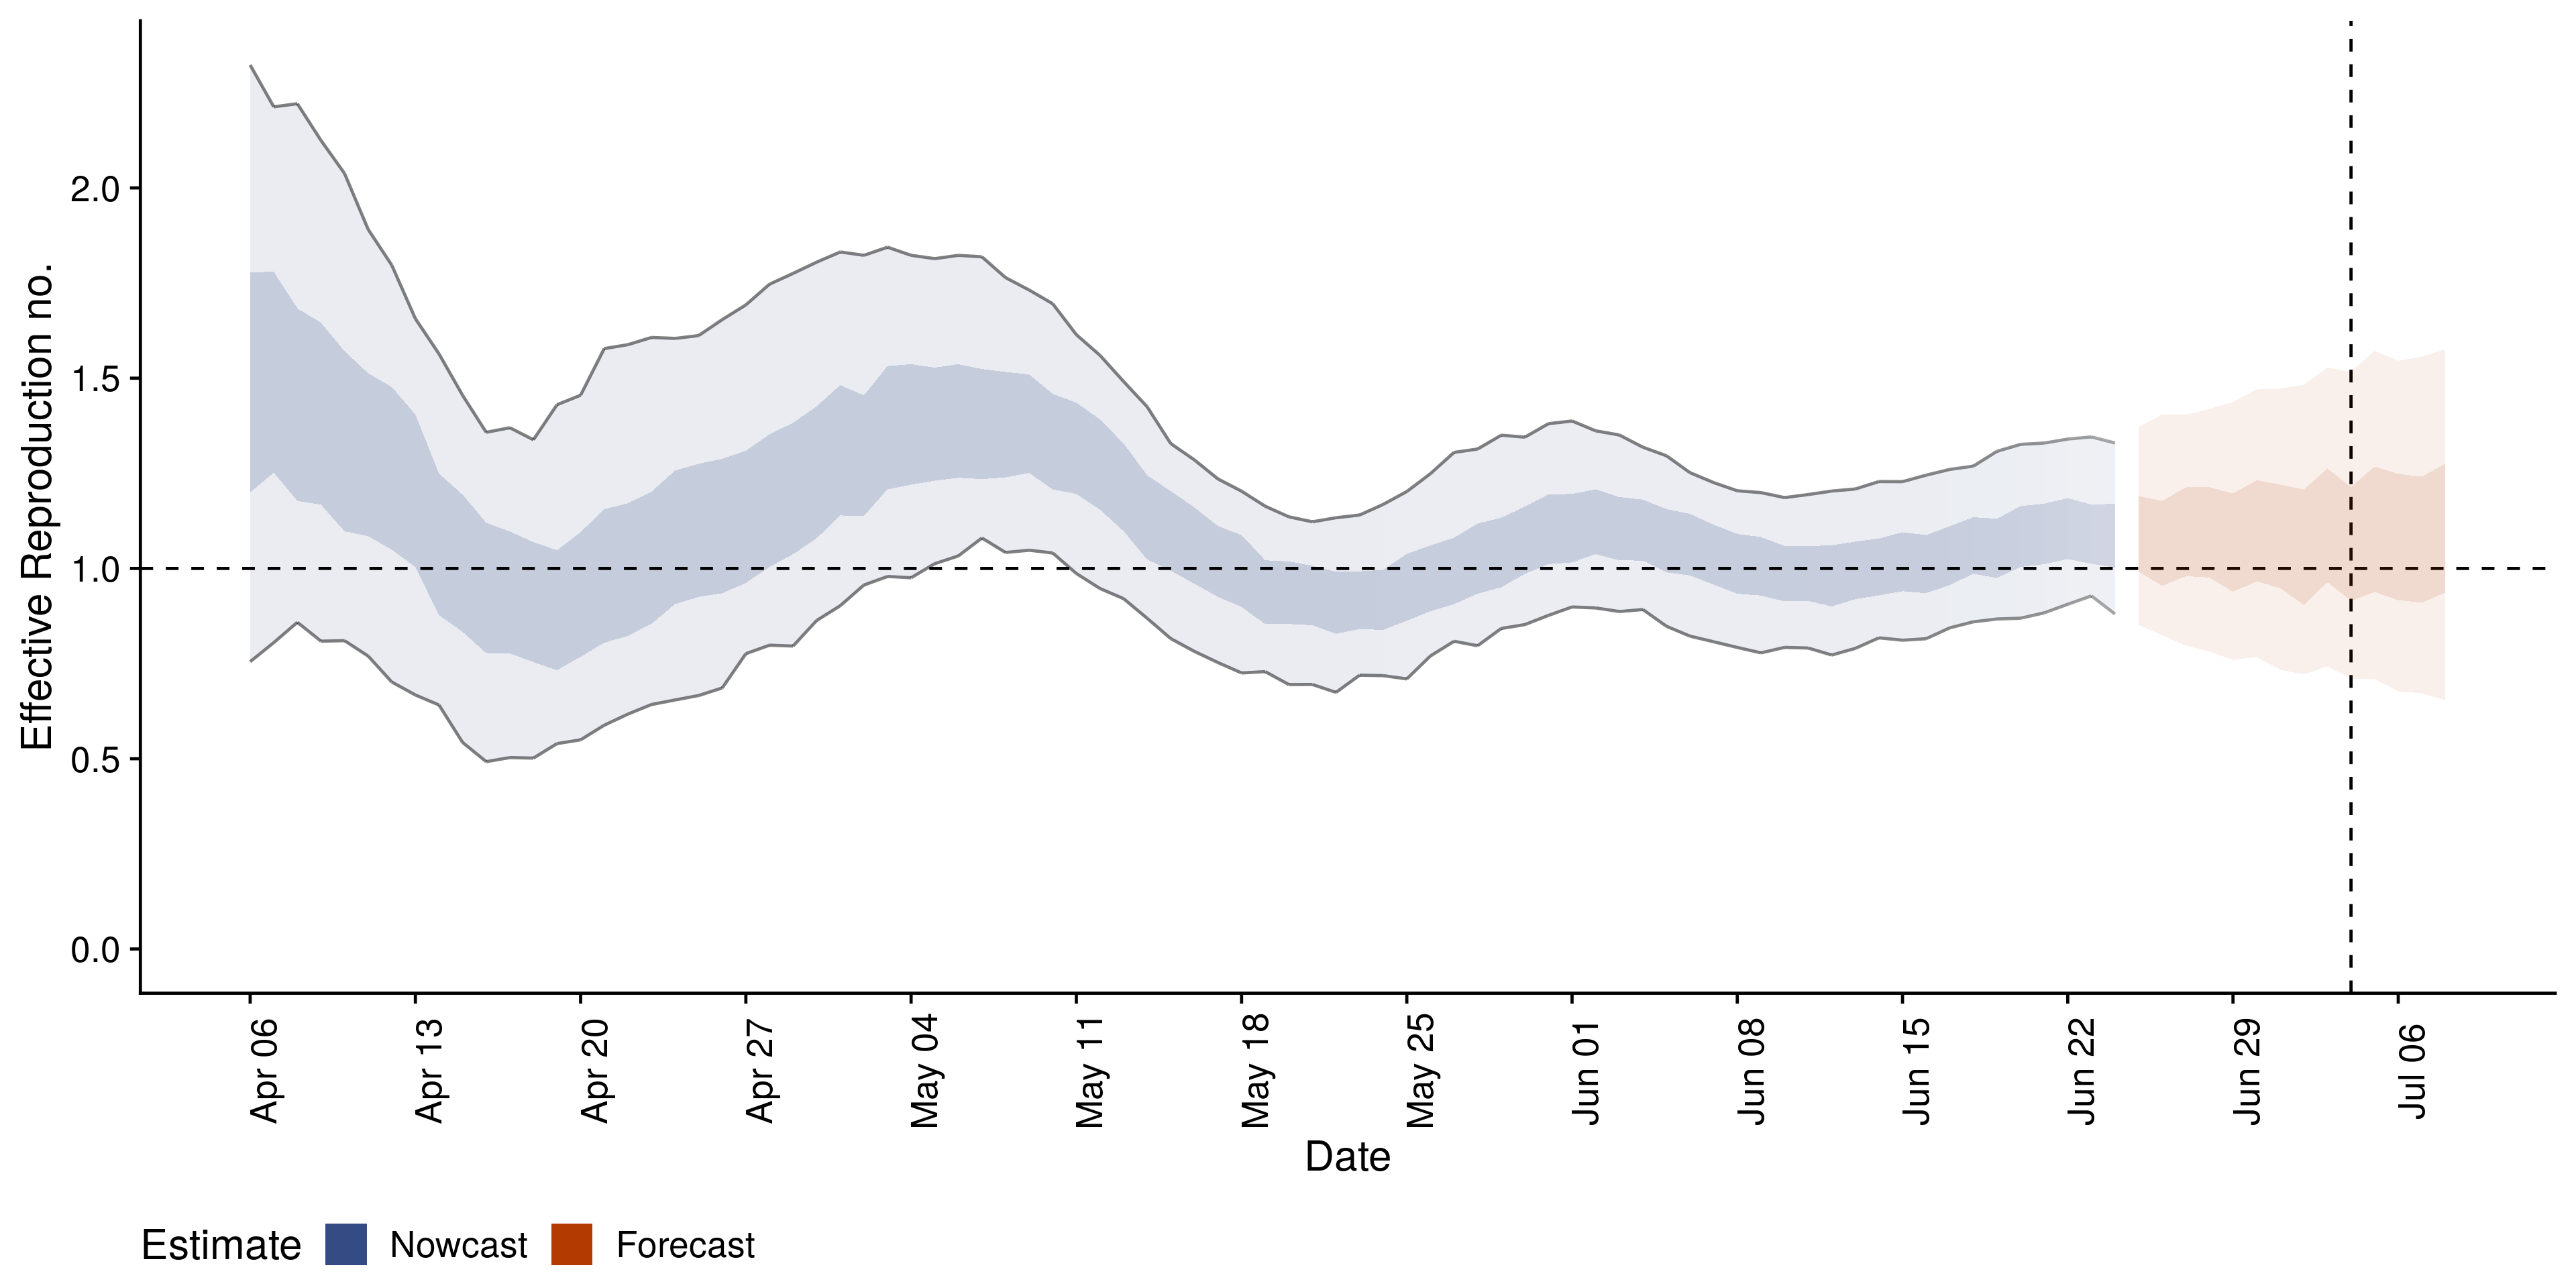 Effective Reproduction no.
2.0
1.5
1.0
0.5
0.0
Apr 06
Apr 13
Apr 20
Apr 27
May 04
May 11
May 18
May 25
Jun 01
Jun 08
Jun 15
Jun 22
Jun 29
Jul 06
Date
Estimate Nowcast Forecast